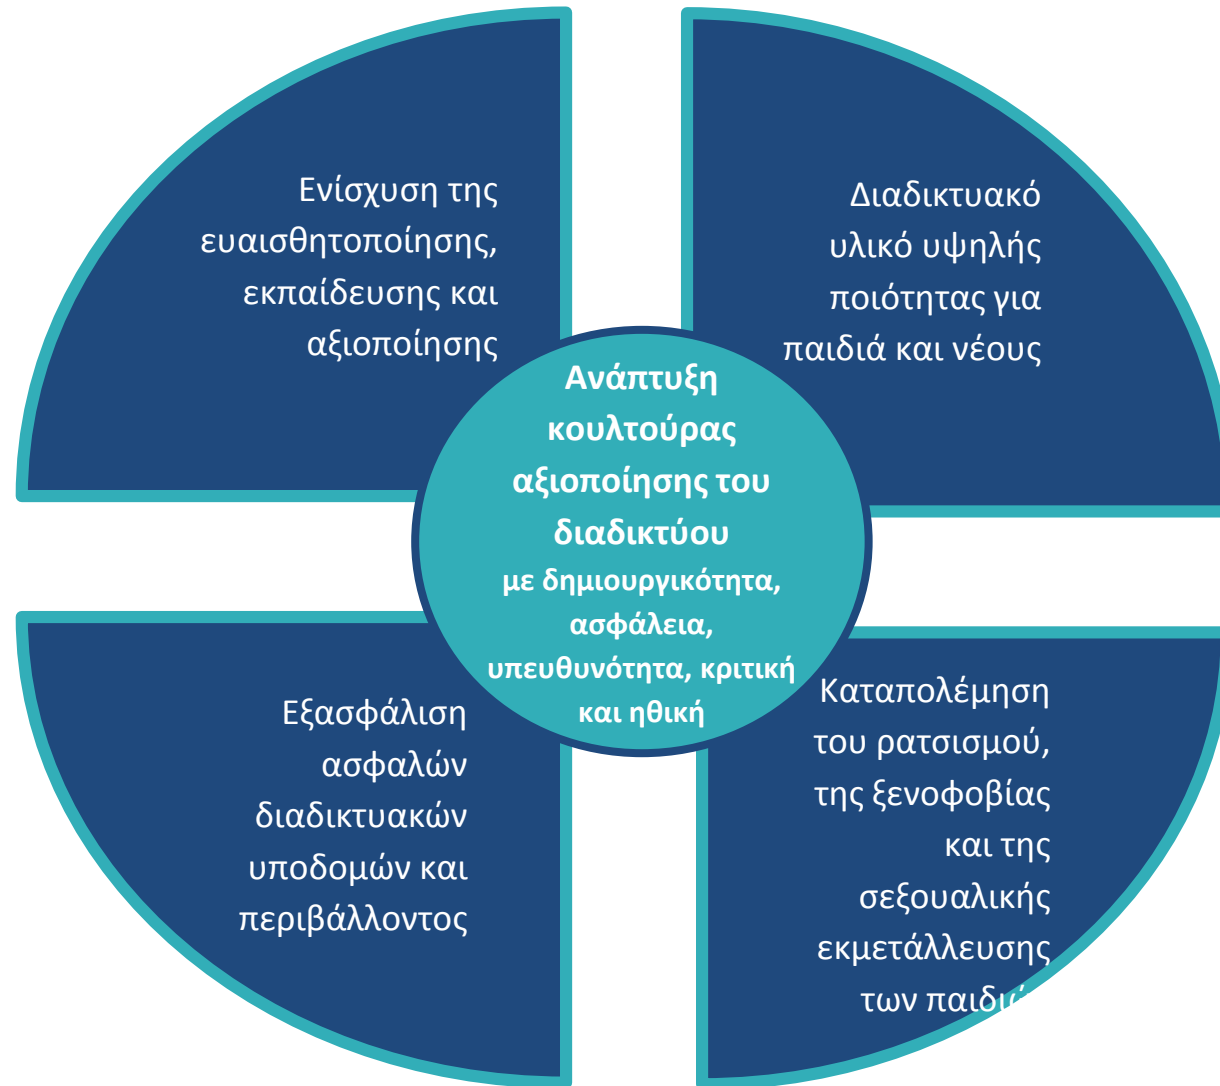 Ενίσχυση της
ευαισθητοποίησης,
εκπαίδευσης και
αξιοποίησης
Διαδικτυακό
υλικό υψηλής
ποιότητας για
παιδιά και νέους
Ανάπτυξη
κουλτούρας
αξιοποίησης του
διαδικτύου
με δημιουργικότητα,
ασφάλεια,
υπευθυνότητα, κριτική
και ηθική
Εξασφάλιση
ασφαλών
διαδικτυακών
υποδομών και
περιβάλλοντος
Καταπολέμηση
του ρατσισμού,
της ξενοφοβίας
και της
σεξουαλικής
εκμετάλλευσης
των παιδιών